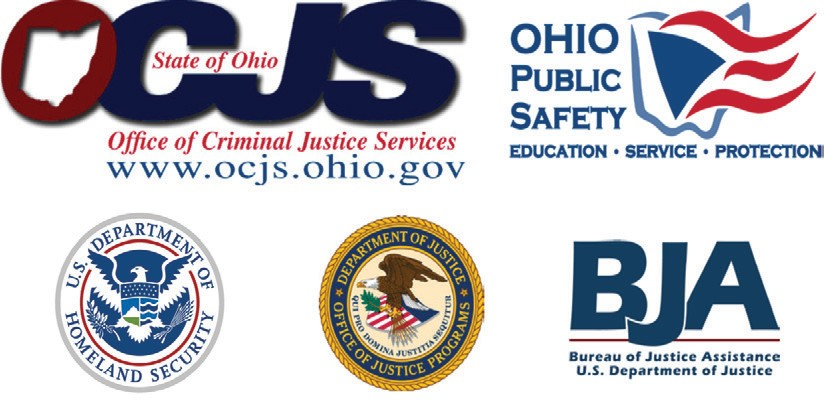 OCJS
State of Ohio
Office of Criminal Justice Services
www.ocjs.ohio.gov
OHIO
PUBLIC
SAFETY
EDUCATION • SERVICE • PROTECTION
U.S. DEPARTMENT OF
HOMELAND SECURITY
DEPARTMENT OF JUSTICE
OFFICE OF JUSTICE PROGRAMS
QUI PRO DOMINA JUSTITIA SEQUITUR
BJA
Bureau of Justice Assistance
U.S. Department of Justice